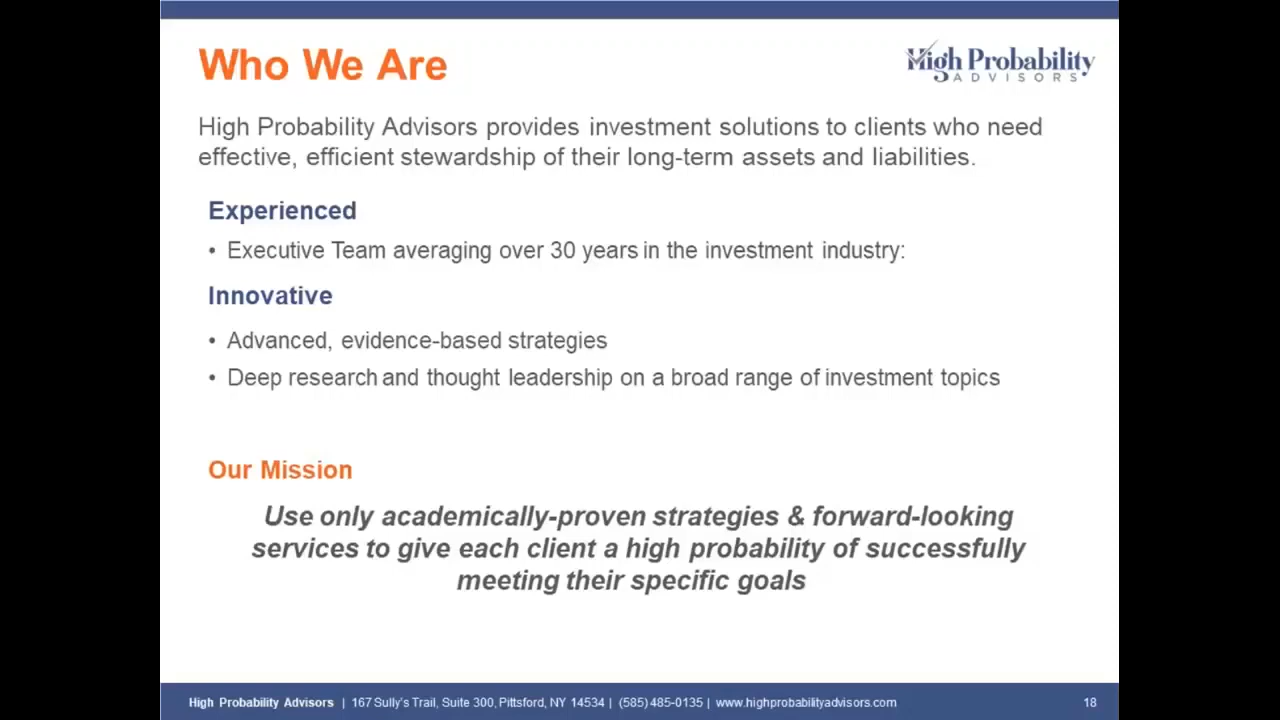 Who We Are
High Probability
ADVISORS
High Probability Advisors provides investment solutions to clients who need
effective, efficient stewardship of their long-term assets and liabilities.
Experienced
• Executive Team averaging over 30 years in the investment industry:
Innovative
• Advanced, evidence-based strategies
• Deep research and thought leadership on a broad range of investment topics
Our Mission
Use only academically-proven strategies & forward-looking
services to give each client a high probability of successfully
meeting their specific goals
High Probability Advisors | 167 Sully's Trail, Suite 300, Pittsford, NY 14534 | (585) 485-0135 | www.highprobabilityadvisors.com 18